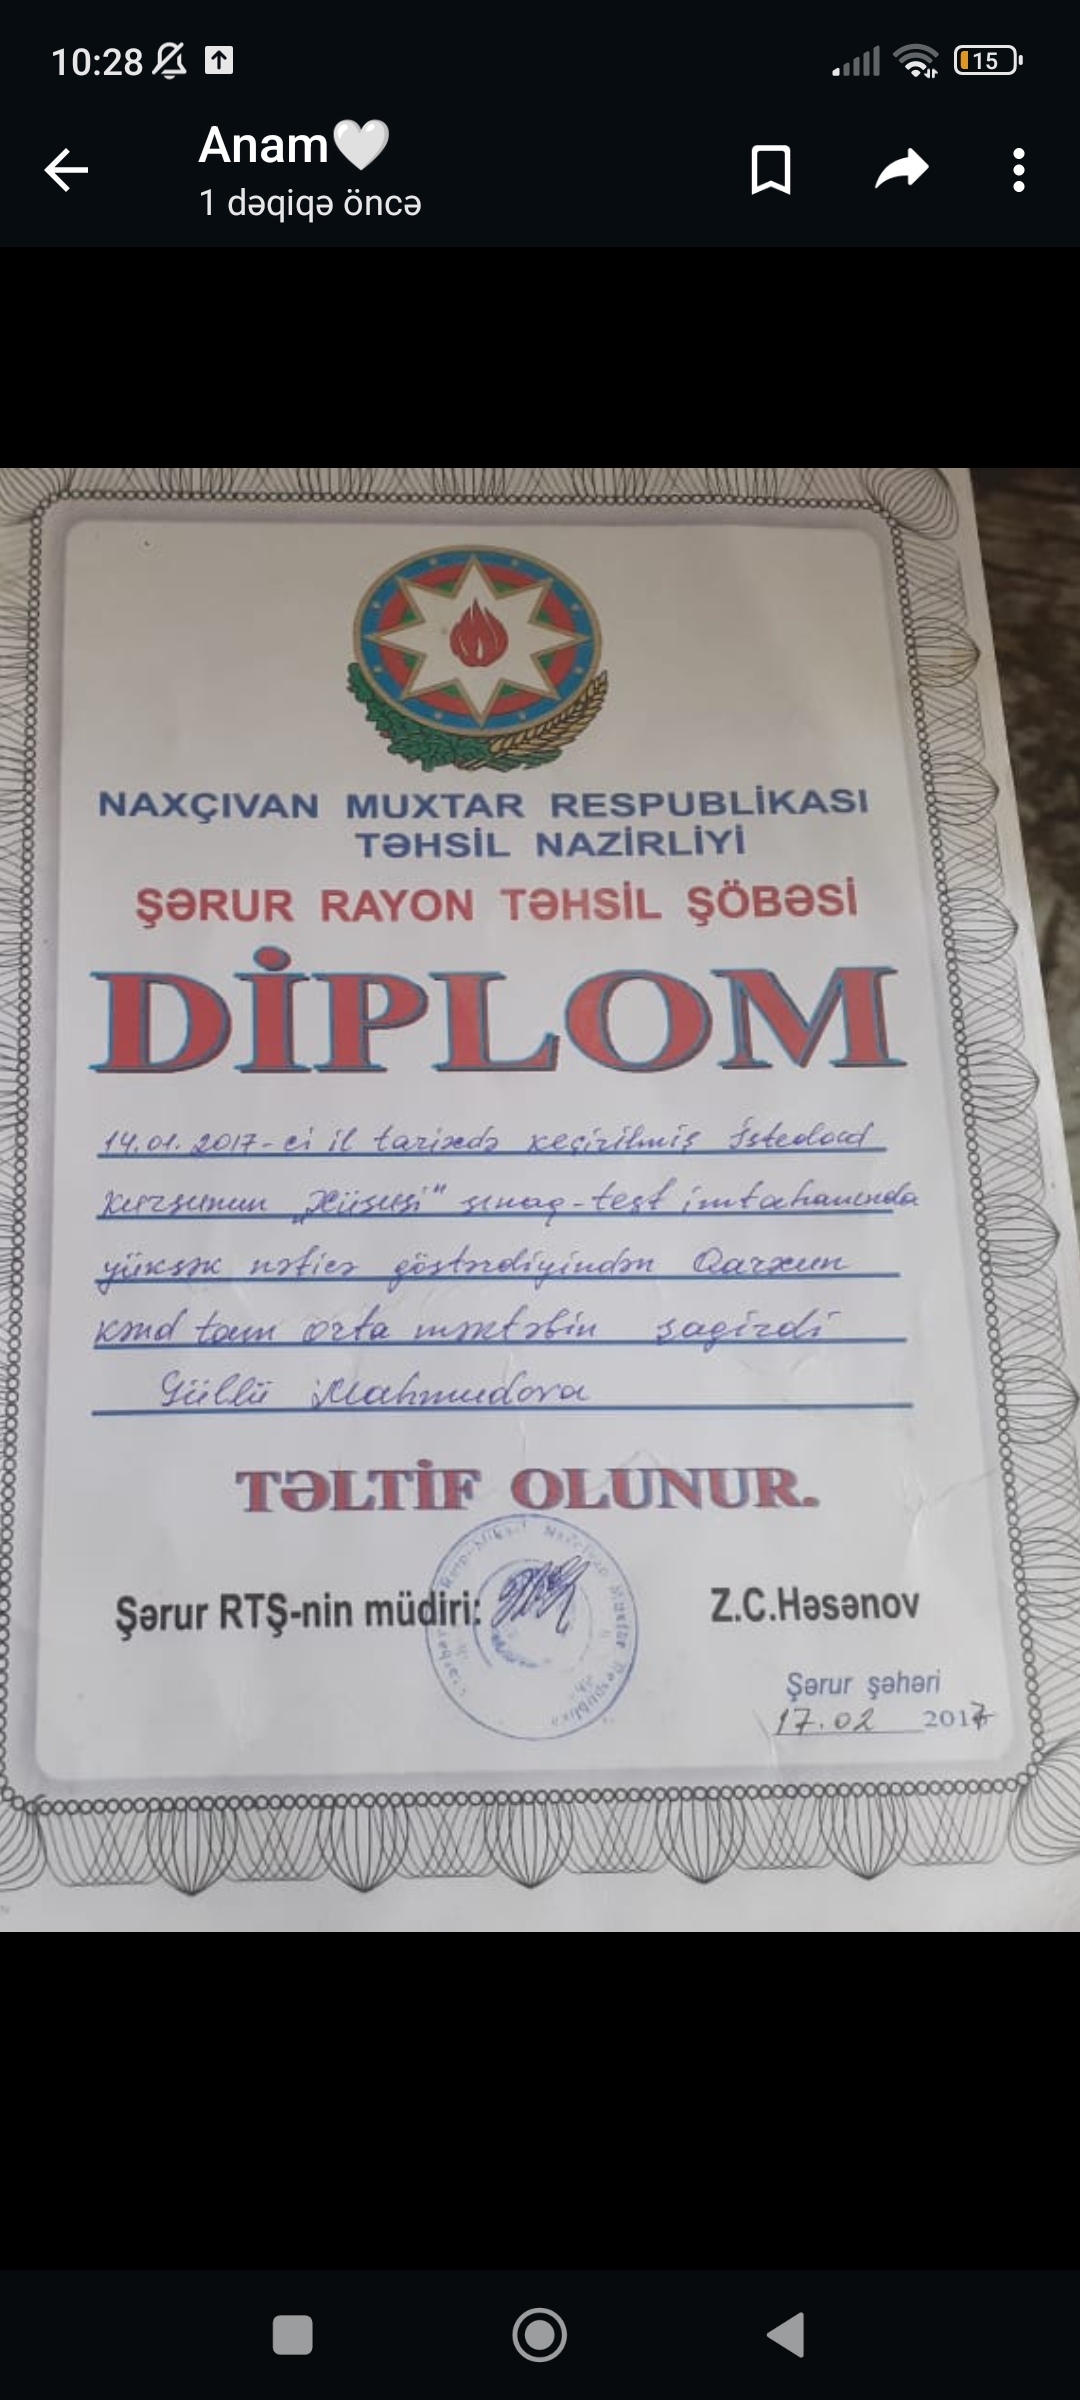 10:28
15
Anam🤍
1 dəqiqə öncə
NAXÇIVAN MUXTAR RESPUBLİKASI
TƏHSİL NAZİRLİYİ
ŞƏRUR RAYON TƏHSİL ŞÖBƏSİ
DİPLOM
14.01.2017-ci il tarixdə keçirilmiş İstedad
kursunun „Xüsusi" sınaq-test imtahanında
yüksək nəticə göstərdiyindən Qarxun
kənd tam orta məktəbin şagirdi
Güllü Mahmudova
TƏLTİF OLUNUR.
Şərur RTŞ-nin müdiri:
Z.C.Həsənov
Şərur şəhəri
17.02 2017